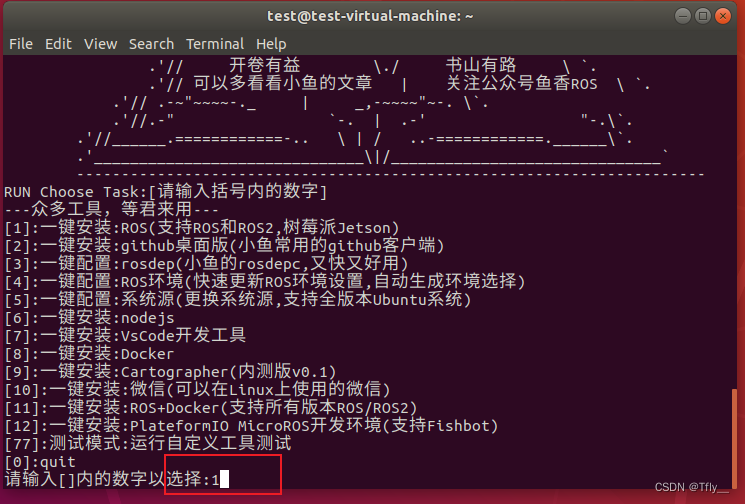 test@test-virtual-machine: ~
File Edit View Search Terminal Help
.'//     开卷有益        \./     书山有路     \ `.
.'// 可以多看看小鱼的文章   |    关注公众号鱼香ROS  \ `.
.'// .-~"~~~~-._     |     _,-~~~~"~-. \`.
.'//.-"                 `-.  |  .-'                 "-.\`.
.'//______.============-..   \ | /   ..-============.______\`.
.'______________________________\|/______________________________`
----------------------------------------------------------------------
RUN Choose Task:[请输入括号内的数字]
---众多工具，等君来用---
[1]:一键安装:ROS(支持ROS和ROS2,树莓派Jetson)
[2]:一键安装:github桌面版(小鱼常用的github客户端)
[3]:一键配置:rosdep(小鱼的rosdepc,又快又好用)
[4]:一键配置:ROS环境(快速更新ROS环境设置,自动生成环境选择)
[5]:一键配置:系统源(更换系统源,支持全版本Ubuntu系统)
[6]:一键安装:nodejs
[7]:一键安装:VsCode开发工具
[8]:一键安装:Docker
[9]:一键安装:Cartographer(内测版v0.1)
[10]:一键安装:微信(可以在Linux上使用的微信)
[11]:一键安装:ROS+Docker(支持所有版本ROS/ROS2)
[12]:一键安装:PlateformIO MicroROS开发环境(支持Fishbot)
[77]:测试模式:运行自定义工具测试
[0]:quit
请输入[]内的数字以选择:1
CSDN @Tfly__